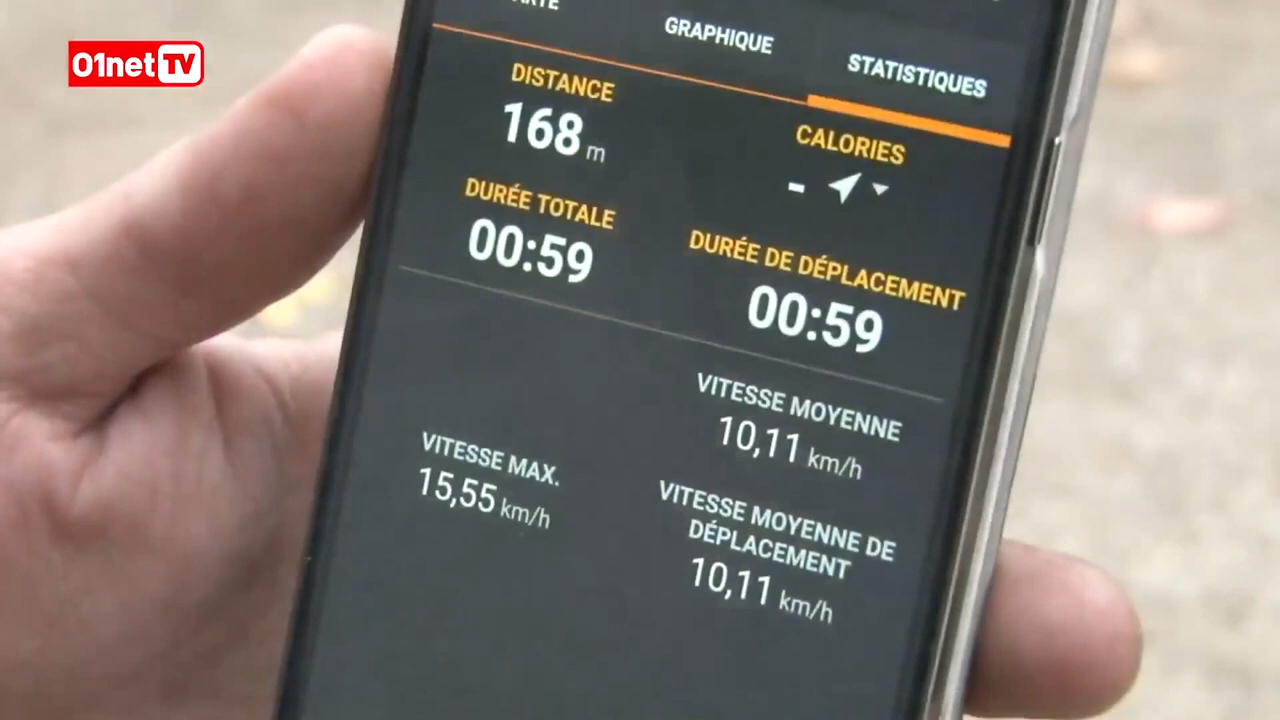 01netTV
GRAPHIQUE
STATISTIQUES
DISTANCE
168 m
CALORIES
-
DURÉE TOTALE
00:59
DURÉE DE DÉPLACEMENT
00:59
VITESSE MOYENNE
10,11 km/h
VITESSE MAX.
15,55 km/h
VITESSE MOYENNE DE
DÉPLACEMENT
10,11 km/h